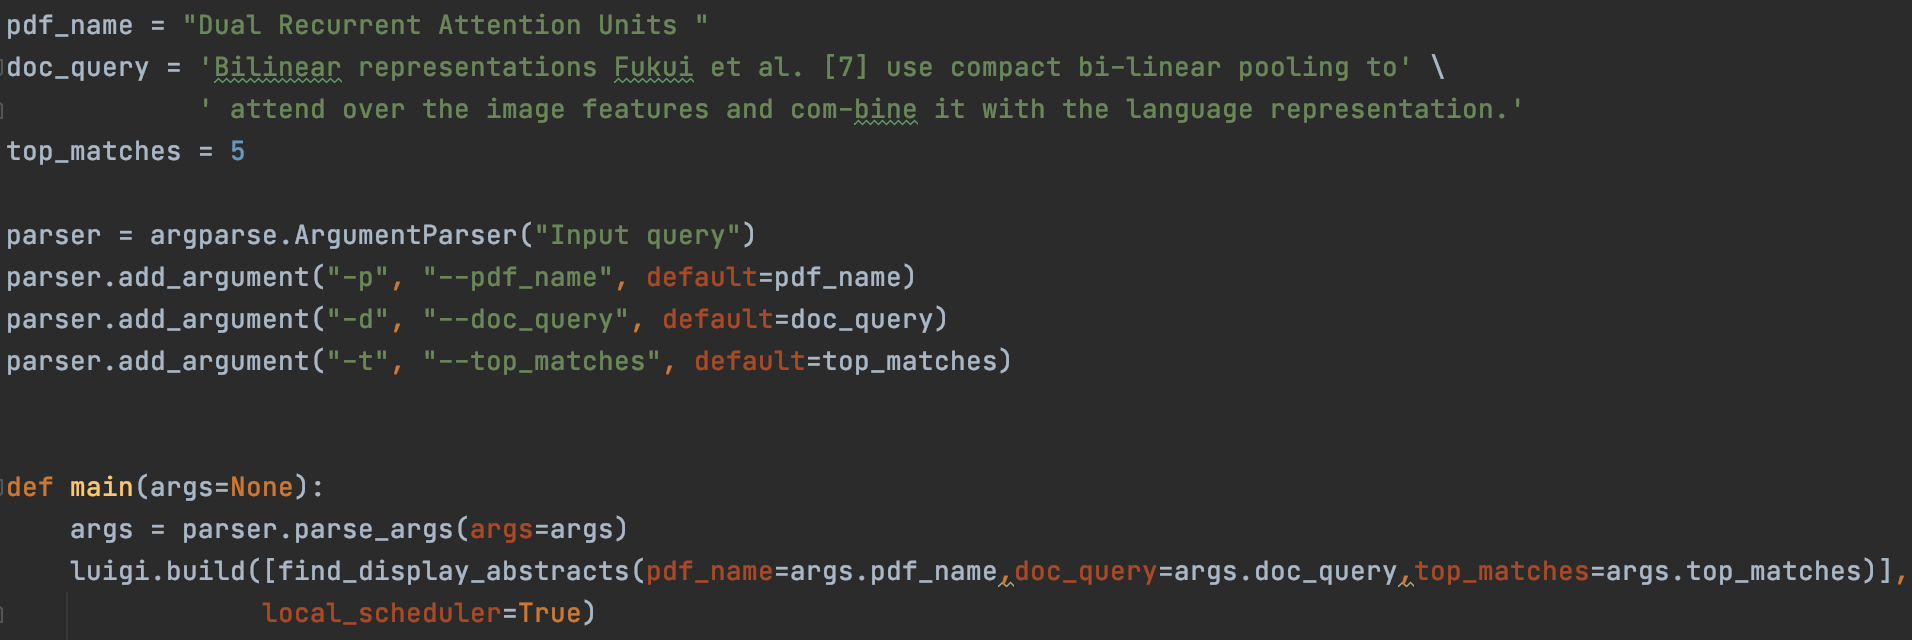 pdf_name = "Dual Recurrent Attention Units "
doc_query = 'Bilinear representations Fukui et al. [7] use compact bi-linear pooling to' \
            ' attend over the image features and com-bine it with the language representation.'
top_matches = 5

parser = argparse.ArgumentParser("Input query")
parser.add_argument("-p", "--pdf_name", default=pdf_name)
parser.add_argument("-d", "--doc_query", default=doc_query)
parser.add_argument("-t", "--top_matches", default=top_matches)


def main(args=None):
    args = parser.parse_args(args=args)
    luigi.build([find_display_abstracts(pdf_name=args.pdf_name,doc_query=args.doc_query,top_matches=args.top_matches)],
                local_scheduler=True)